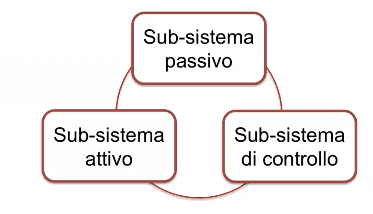 Sub-sistema
passivo
Sub-sistema
attivo
Sub-sistema
di controllo